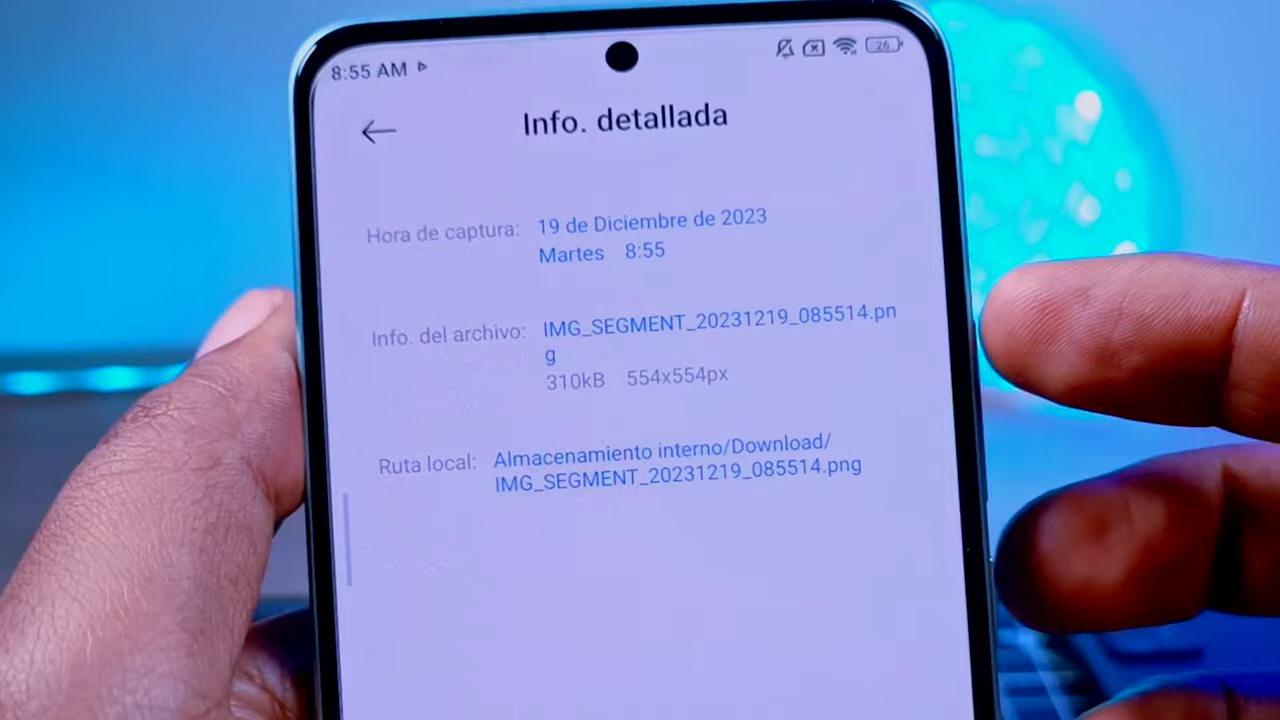 8:55 AM
26
Info. detallada
Hora de captura: 19 de Diciembre de 2023
Martes 8:55
Info. del archivo: IMG_SEGMENT_20231219_085514.pn
g
310kB 554x554px
Ruta local: Almacenamiento interno/Download/
IMG_SEGMENT_20231219_085514.png